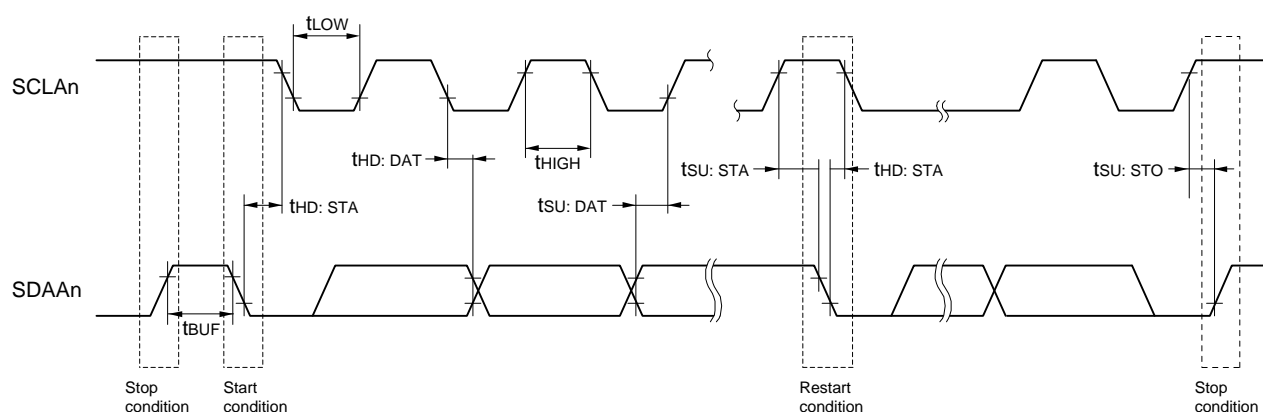 tLOW
SCLAn
tHD: DAT
tHIGH
tSU: STA
tHD: STA
tSU: STO
tHD: STA
tSU: DAT
SDAAn
tBUF
Stop
condition
Start
condition
Restart
condition
Stop
condition